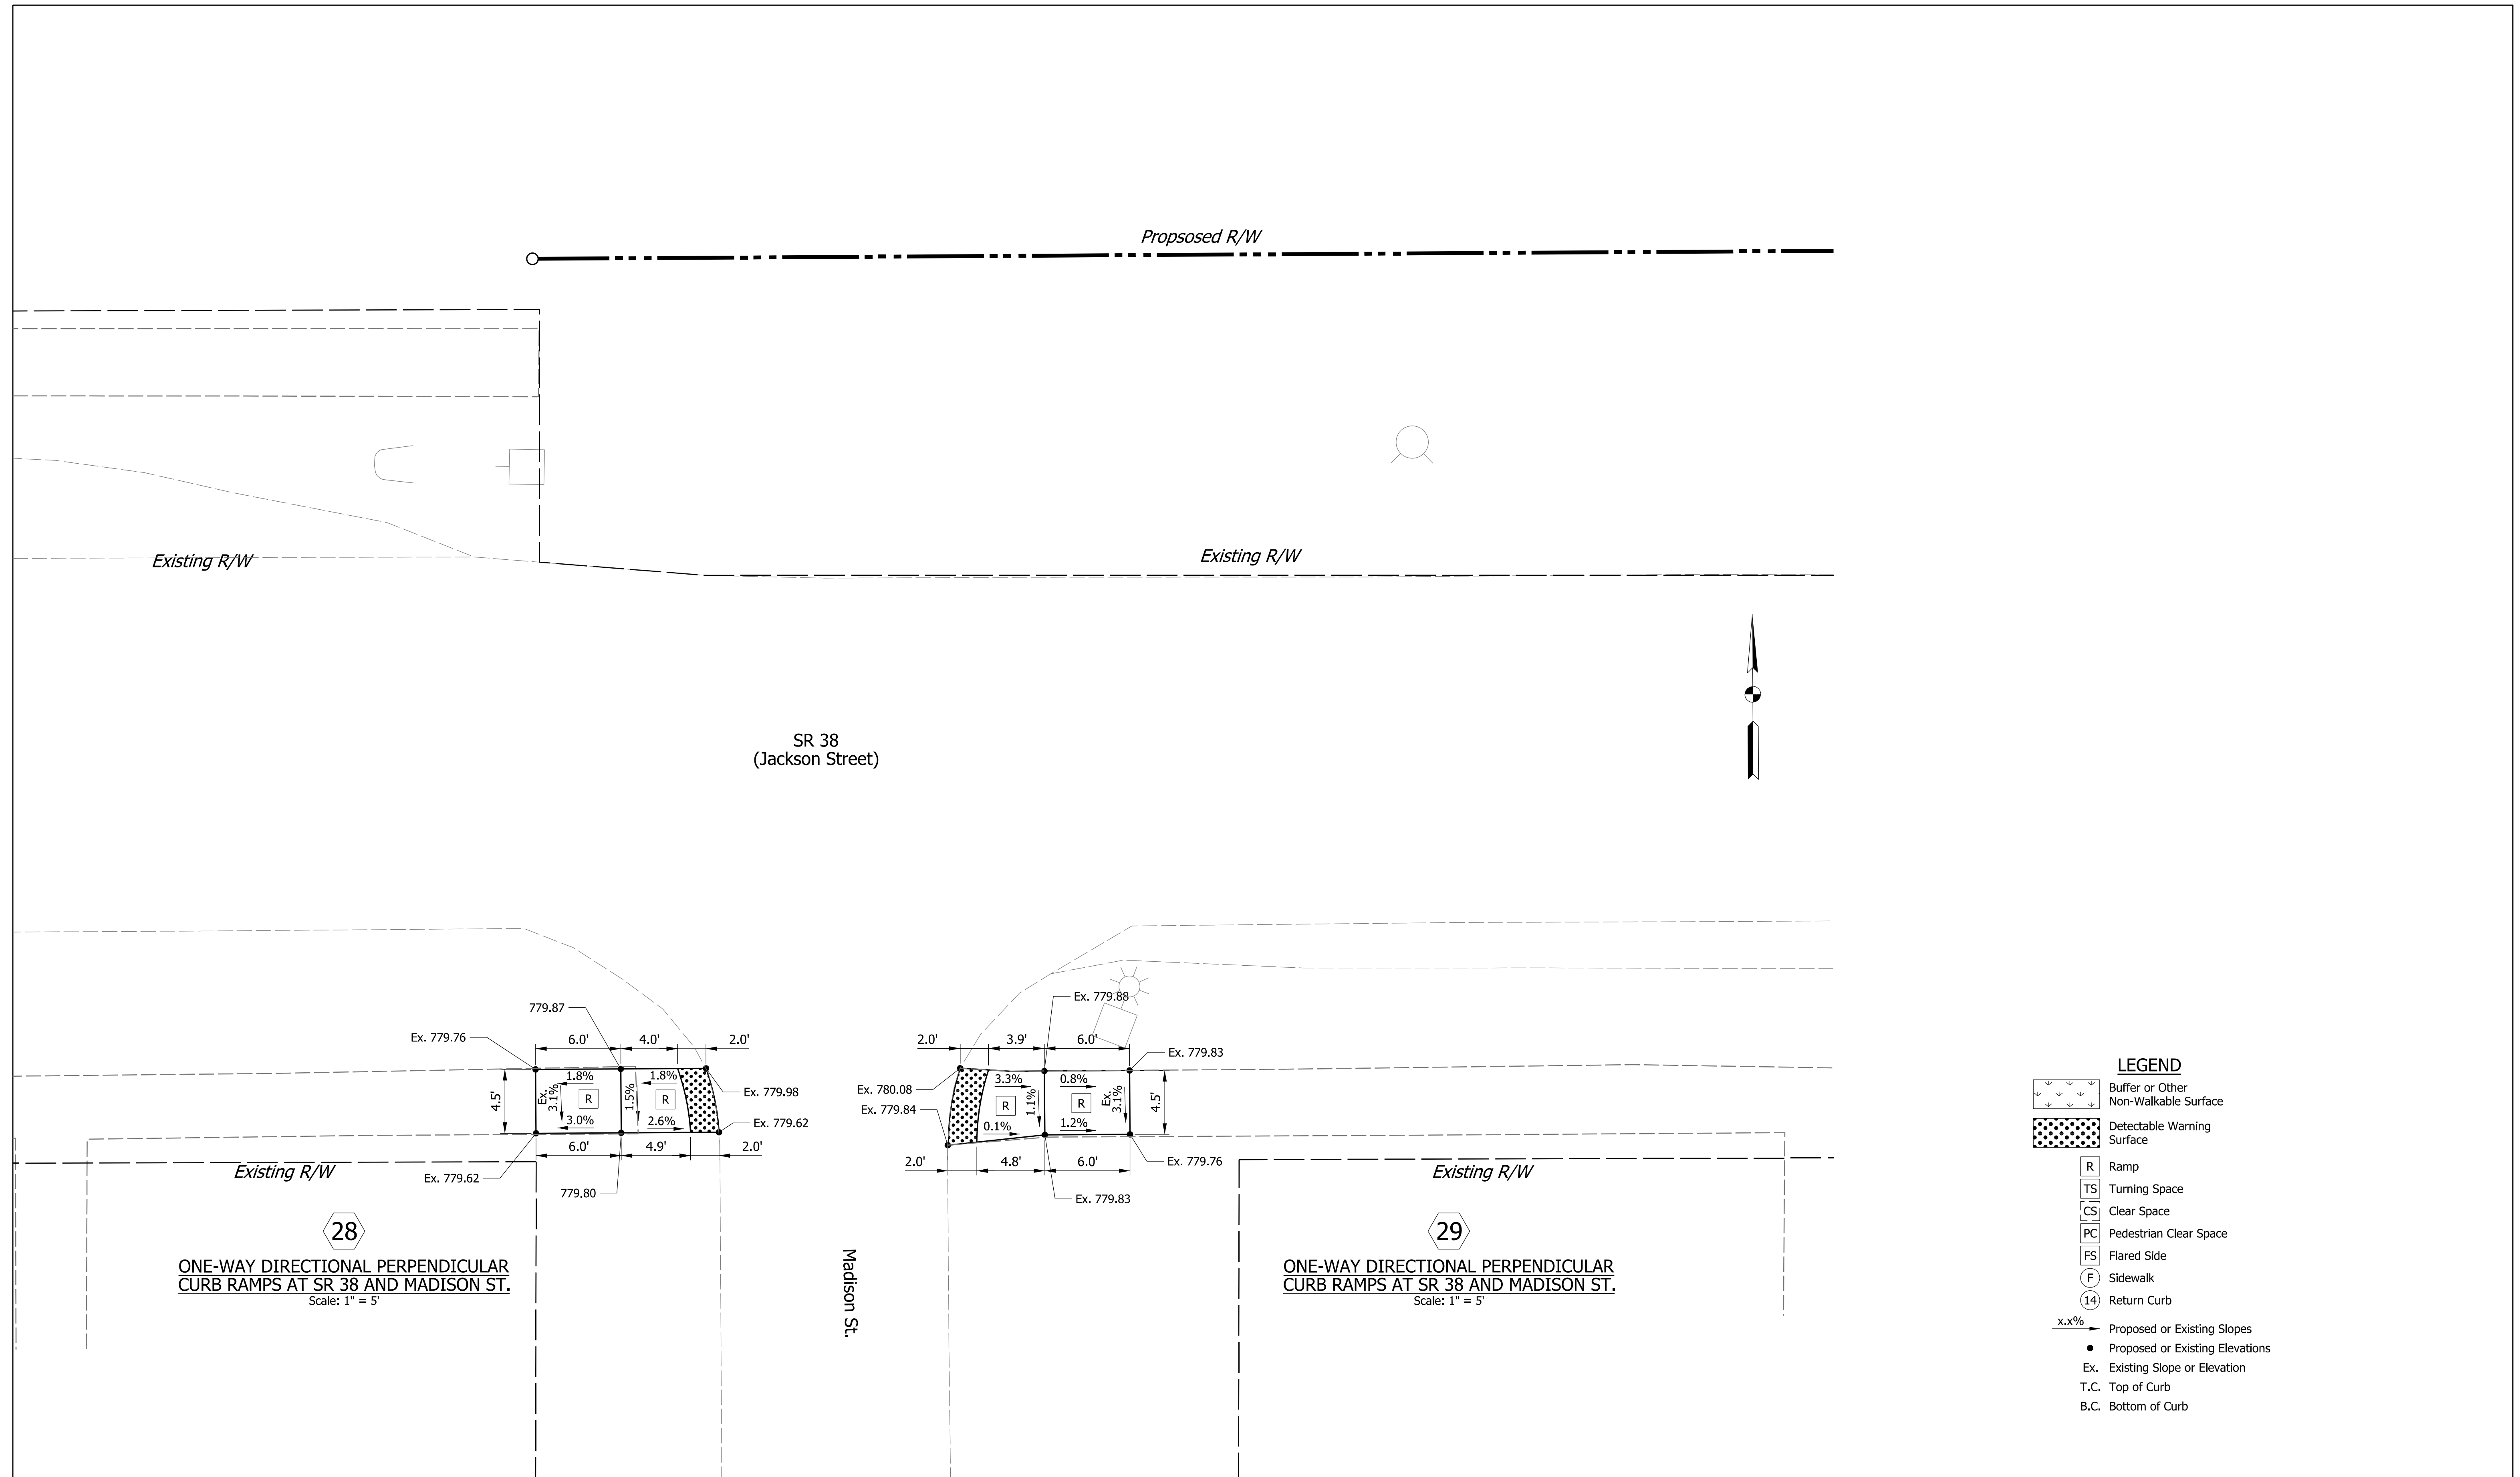 Propsosed R/W
Existing R/W
Existing R/W
SR 38
(Jackson Street)
779.87
Ex. 779.76
6.0'
4.0'
2.0'
1.8%
1.8%
4.5'
Ex.
3.1%
R
1.5%
R
3.0%
2.6%
Ex. 779.98
Ex. 779.62
6.0'
4.9'
2.0'
Ex. 779.62
779.80
Existing R/W
28
ONE-WAY DIRECTIONAL PERPENDICULAR
CURB RAMPS AT SR 38 AND MADISON ST.
Scale: 1" = 5'
Madison St.
Ex. 779.88
2.0'
3.9'
6.0'
Ex. 779.83
Ex. 780.08
Ex. 779.84
3.3%
0.8%
R
1.1%
R
Ex.
3.1%
4.5'
0.1%
1.2%
2.0'
4.8'
6.0'
Ex. 779.76
Ex. 779.83
Existing R/W
29
ONE-WAY DIRECTIONAL PERPENDICULAR
CURB RAMPS AT SR 38 AND MADISON ST.
Scale: 1" = 5'
LEGEND
Buffer or Other
Non-Walkable Surface
Detectable Warning
Surface
R Ramp
TS Turning Space
CS Clear Space
PC Pedestrian Clear Space
FS Flared Side
F Sidewalk
14 Return Curb
x.x% Proposed or Existing Slopes
Proposed or Existing Elevations
Ex. Existing Slope or Elevation
T.C. Top of Curb
B.C. Bottom of Curb